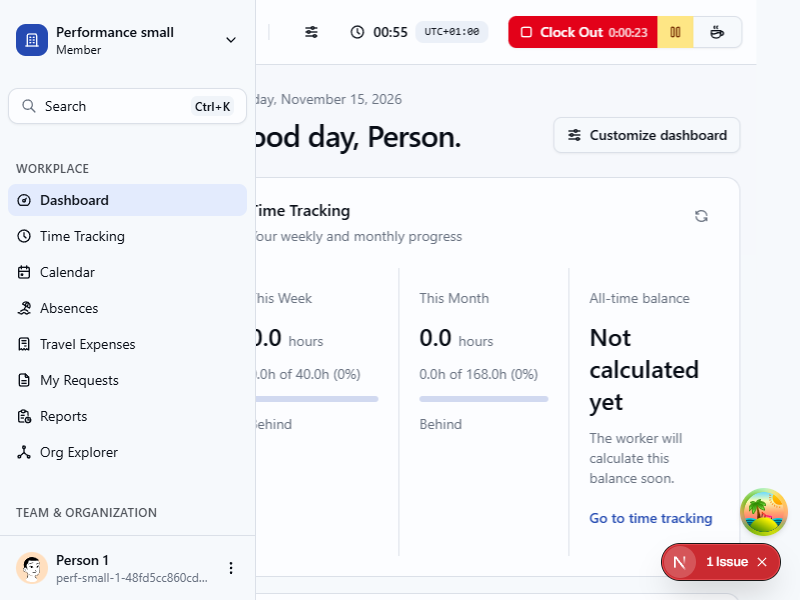 Performance small
Member
Search
Ctrl+K
WORKPLACE
Dashboard
Time Tracking
Calendar
Absences
Travel Expenses
My Requests
Reports
Org Explorer
TEAM & ORGANIZATION
Person 1
perf-small-1-48fd5cc860cd...
00:55
UTC+01:00
Clock Out 0:00:23
day, November 15, 2026
ood day, Person.
Customize dashboard
Time Tracking
Your weekly and monthly progress
This Week
0.0 hours
0.0h of 40.0h (0%)
Behind
This Month
0.0 hours
0.0h of 168.0h (0%)
Behind
All-time balance
Not
calculated
yet
The worker will
calculate this
balance soon.
Go to time tracking
N
1 Issue